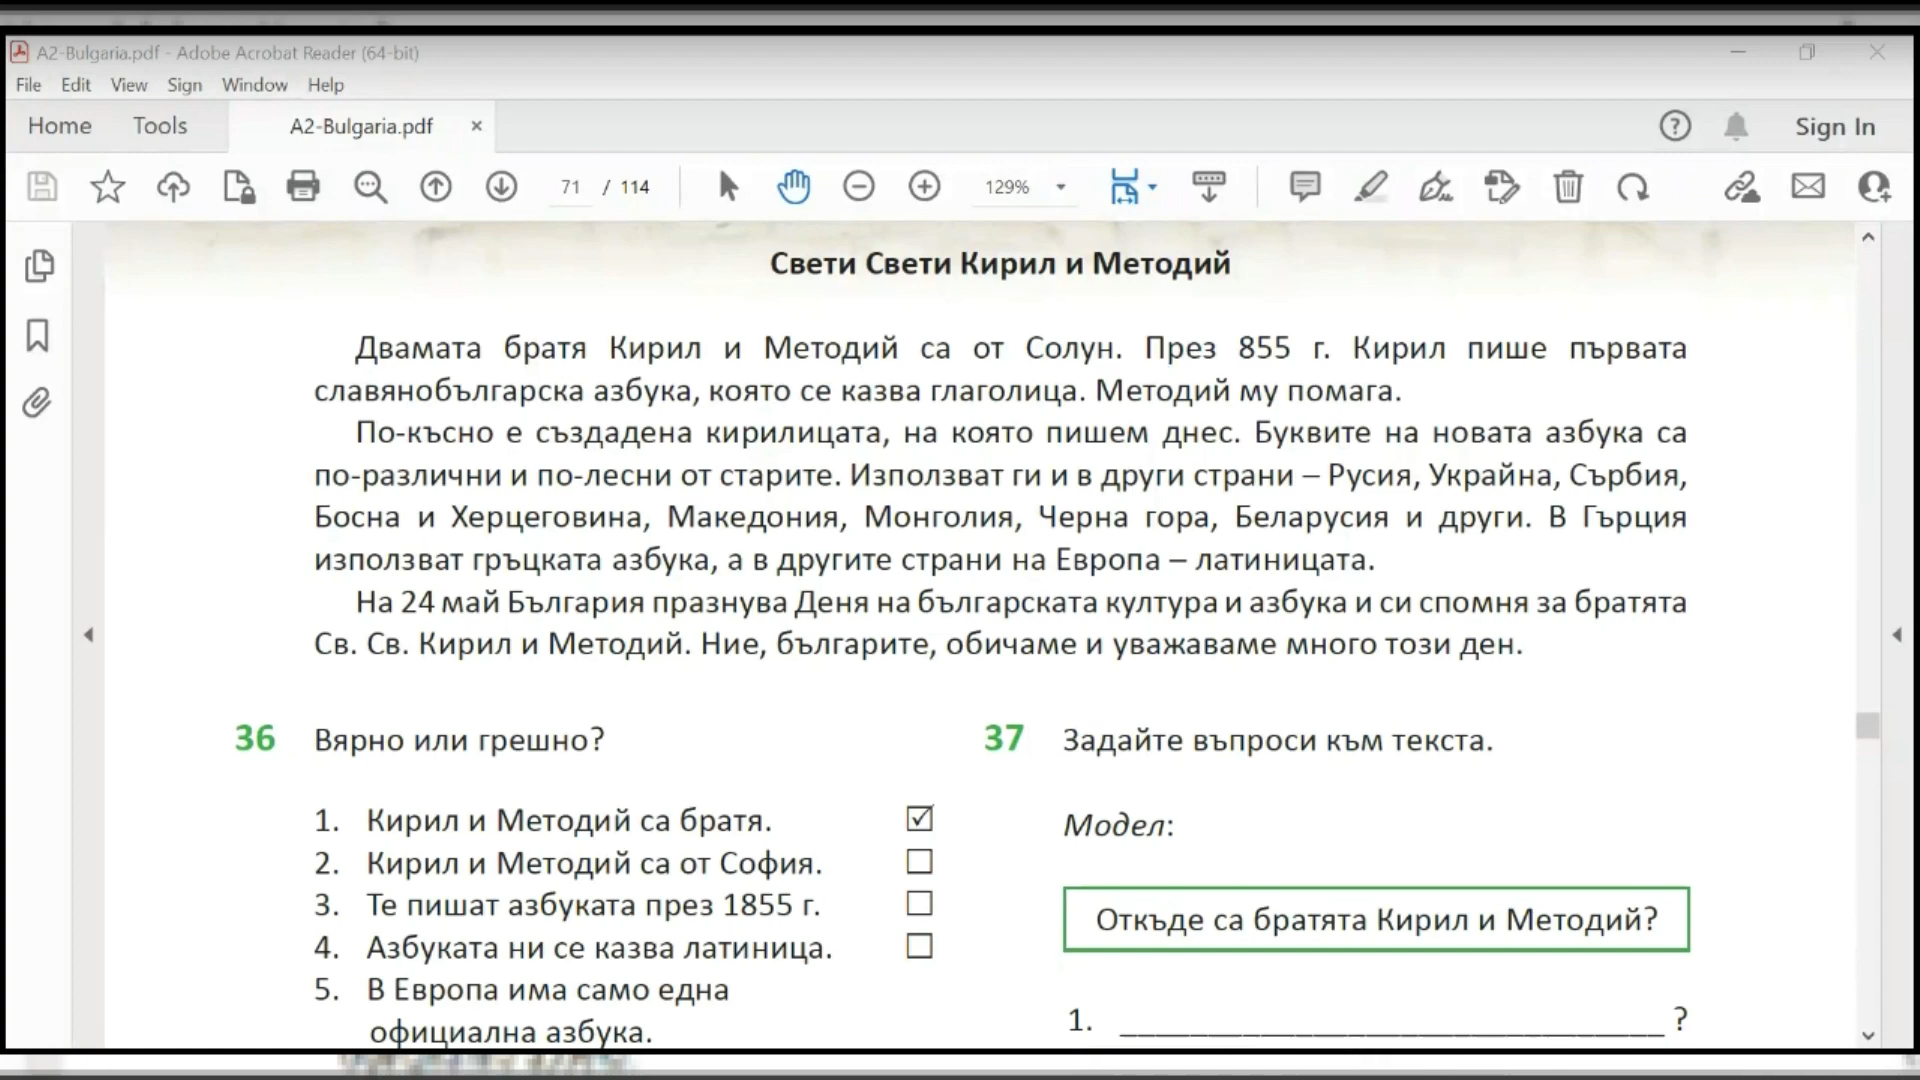 A2-Bulgaria.pdf - Adobe Acrobat Reader (64-bit)
File Edit View Sign Window Help
Home Tools A2-Bulgaria.pdf Sign In
71 / 114 129%
Свети Свети Кирил и Методий
Двамата братя Кирил и Методий са от Солун. През 855 г. Кирил пише първата
славянобългарска азбука, която се казва глаголица. Методий му помага.
По-късно е създадена кирилицата, на която пишем днес. Буквите на новата азбука са
по-различни и по-лесни от старите. Използват ги и в други страни – Русия, Украйна, Сърбия,
Босна и Херцеговина, Македония, Монголия, Черна гора, Беларусия и други. В Гърция
използват гръцката азбука, а в другите страни на Европа – латиницата.
На 24 май България празнува Деня на българската култура и азбука и си спомня за братята
Св. Св. Кирил и Методий. Ние, българите, обичаме и уважаваме много този ден.
36 Вярно или грешно?
1. Кирил и Методий са братя.
2. Кирил и Методий са от София.
3. Те пишат азбуката през 1855 г.
4. Азбуката ни се казва латиница.
5. В Европа има само една
официална азбука.
37 Задайте въпроси към текста.
Модел:
Откъде са братята Кирил и Методий?
1. ______________________________ ?